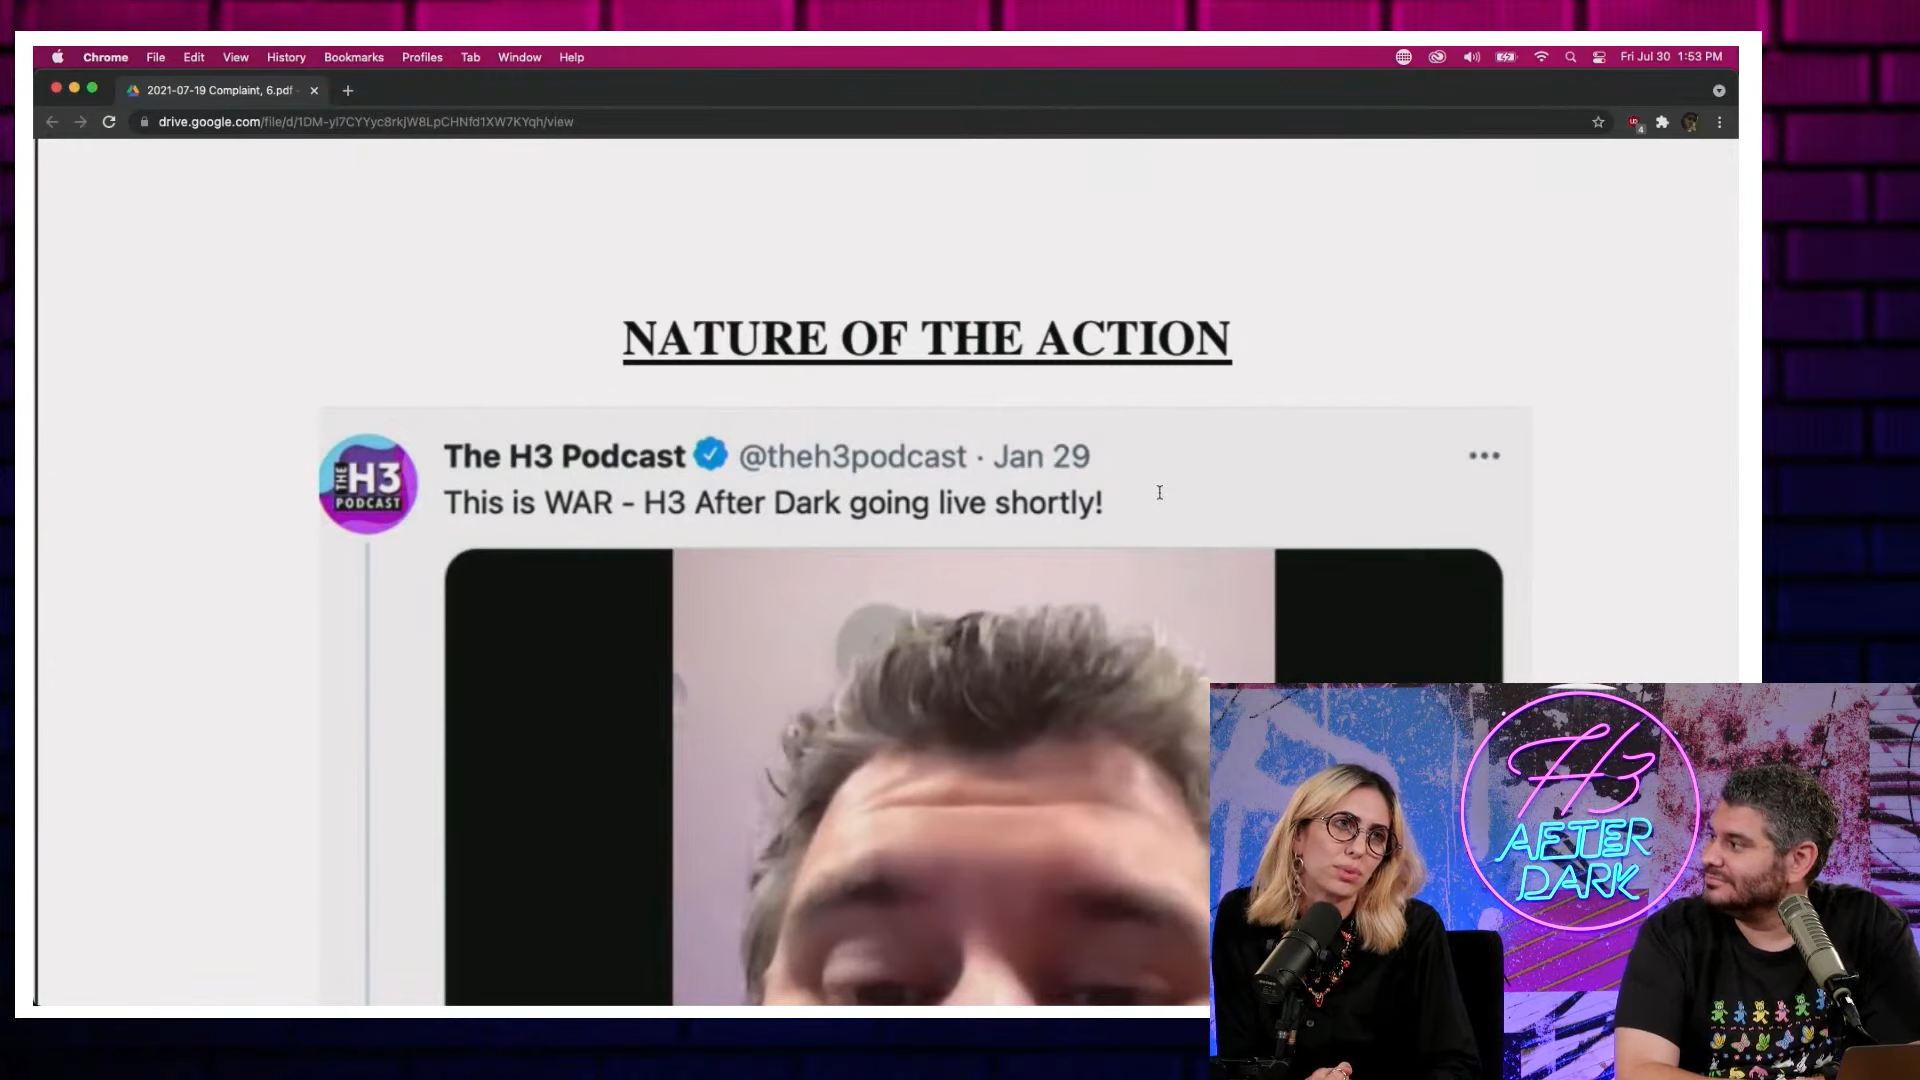 Chrome File Edit View History Bookmarks Profiles Tab Window Help Fri Jul 30 1:53 PM
2021-07-19 Complaint, 6.pdf
drive.google.com/file/d/1DM-yl7CYYyc8rkjW8LpCHNfd1XW7KYqh/view
4
NATURE OF THE ACTION
The H3 Podcast @theh3podcast · Jan 29
This is WAR - H3 After Dark going live shortly!
THE H3
PODCAST
H3
AFTER
DARK